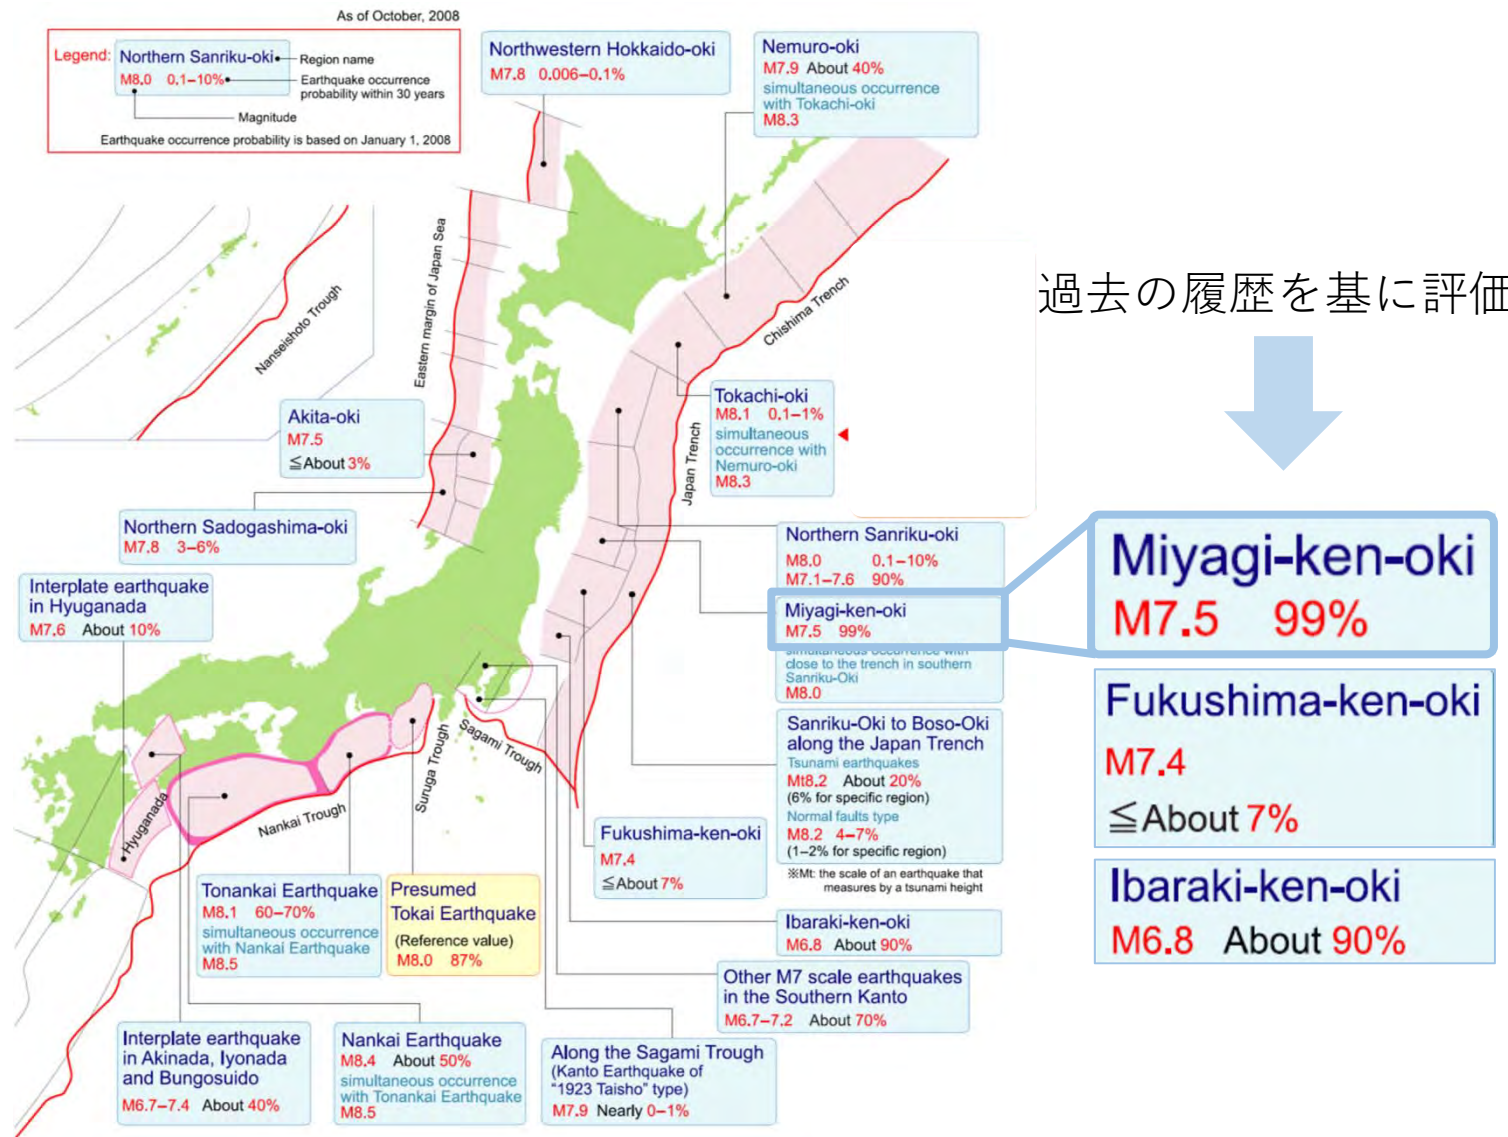 As of October, 2008
Legend:
Northern Sanriku-oki
Region name
M8.0 0.1–10%
Earthquake occurrence
probability within 30 years
Magnitude
Earthquake occurrence probability is based on January 1, 2008
Northwestern Hokkaido-oki
M7.8 0.006–0.1%
Nemuro-oki
M7.9 About 40%
simultaneous occurrence
with Tokachi-oki
M8.3
Nanseishoto Trough
Eastern margin of Japan Sea
Chishima Trench
Japan Trench
過去の履歴を基に評価
Akita-oki
M7.5
≦About 3%
Tokachi-oki
M8.1 0.1–1%
simultaneous
occurrence with
Nemuro-oki
M8.3
Northern Sadogashima-oki
M7.8 3–6%
Northern Sanriku-oki
M8.0 0.1–10%
M7.1–7.6 90%
Miyagi-ken-oki
M7.5 99%
simultaneous occurrence with
close to the trench in southern
Sanriku-Oki
M8.0
Miyagi-ken-oki
M7.5 99%
Interplate earthquake
in Hyuganada
M7.6 About 10%
Fukushima-ken-oki
M7.4
≦About 7%
Sanriku-Oki to Boso-Oki
along the Japan Trench
Tsunami earthquakes
Mt8.2 About 20%
(6% for specific region)
Normal faults type
M8.2 4–7%
(1–2% for specific region)
※Mt: the scale of an earthquake that
measures by a tsunami height
Sagami Trough
Suruga Trough
Nankai Trough
Hyuganada
Fukushima-ken-oki
M7.4
≦About 7%
Ibaraki-ken-oki
M6.8 About 90%
Tonankai Earthquake
M8.1 60–70%
simultaneous occurrence
with Nankai Earthquake
M8.5
Presumed
Tokai Earthquake
(Reference value)
M8.0 87%
Ibaraki-ken-oki
M6.8 About 90%
Other M7 scale earthquakes
in the Southern Kanto
M6.7–7.2 About 70%
Interplate earthquake
in Akinada, Iyonada
and Bungosuido
M6.7–7.4 About 40%
Nankai Earthquake
M8.4 About 50%
simultaneous occurrence
with Tonankai Earthquake
M8.5
Along the Sagami Trough
(Kanto Earthquake of
"1923 Taisho" type)
M7.9 Nearly 0–1%